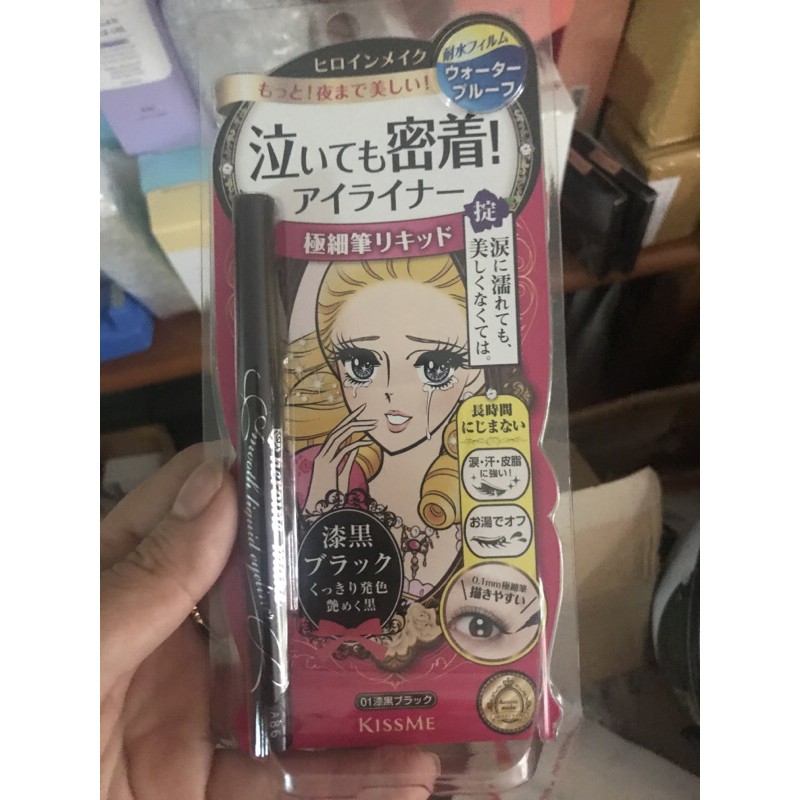 ヒロインメイク
もっと!夜まで美しい!
耐水フィルム
ウォーター
プルーフ
泣いても密着!
アイライナー
極細筆リキッド
掟
涙に濡れても、
美しくなくては。
長時間
にじまない
涙・汗・皮脂
に強い!
お湯でオフ
0.1mm極細筆
描きやすい
漆黒
ブラック
くっきり発色
艶めく黒
Smooth liquid eyeliner
A86
01漆黒ブラック
KISSME